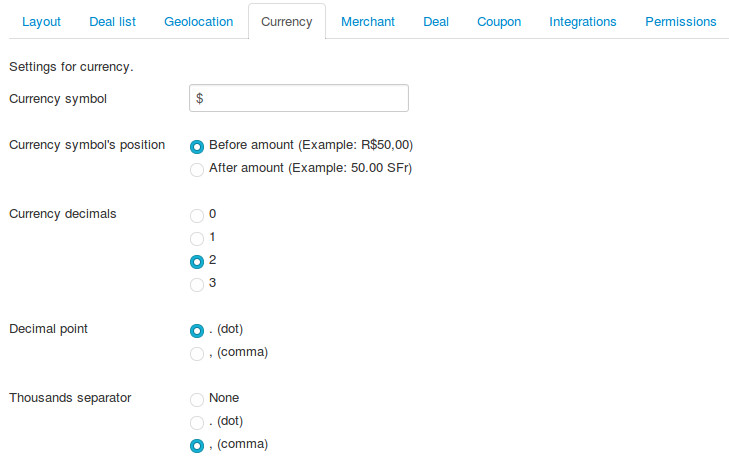 Layout Deal list Geolocation Currency Merchant Deal Coupon Integrations Permissions
Settings for currency.
Currency symbol $
Currency symbol's position Before amount (Example: R$50,00)
After amount (Example: 50.00 SFr)
Currency decimals 0
1
2
3
Decimal point . (dot)
, (comma)
Thousands separator None
. (dot)
, (comma)